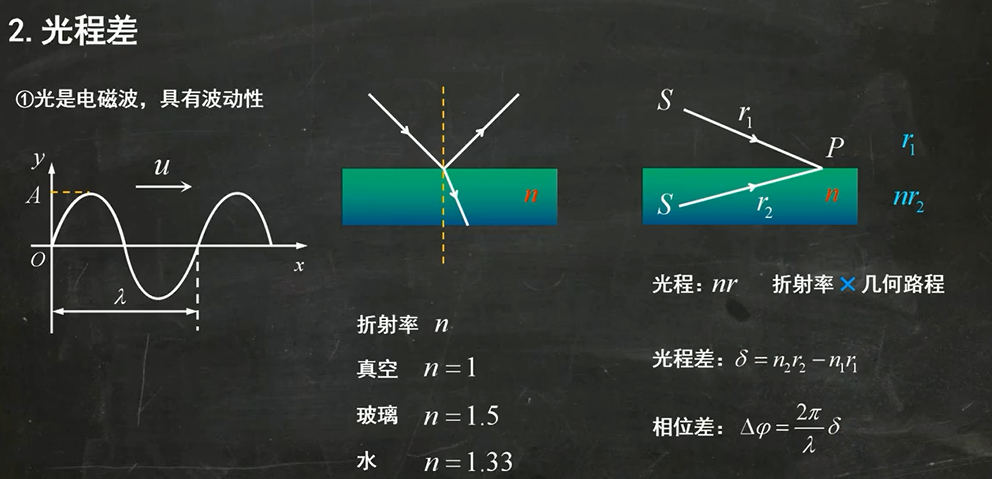 2.光程差
①光是电磁波，具有波动性
y
u
A
O
x
λ
n
折射率 n
真空 n=1
玻璃 n=1.5
水 n=1.33
S
r₁
P
r₁
S
r₂
n
nr₂
光程：nr 折射率×几何路程
光程差：δ=n₂r₂−n₁r₁
相位差：Δφ=2π/λ δ